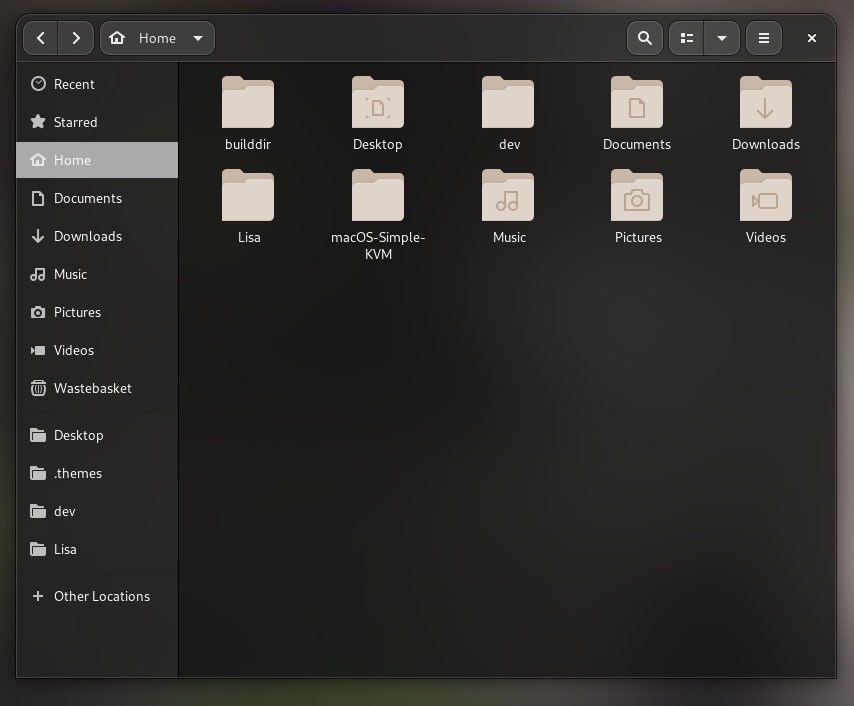 Home
Recent
Starred
Home
Documents
Downloads
Music
Pictures
Videos
Wastebasket
Desktop
.themes
dev
Lisa
Other Locations
builddir
Desktop
dev
Documents
Downloads
Lisa
macOS-Simple-
KVM
Music
Pictures
Videos